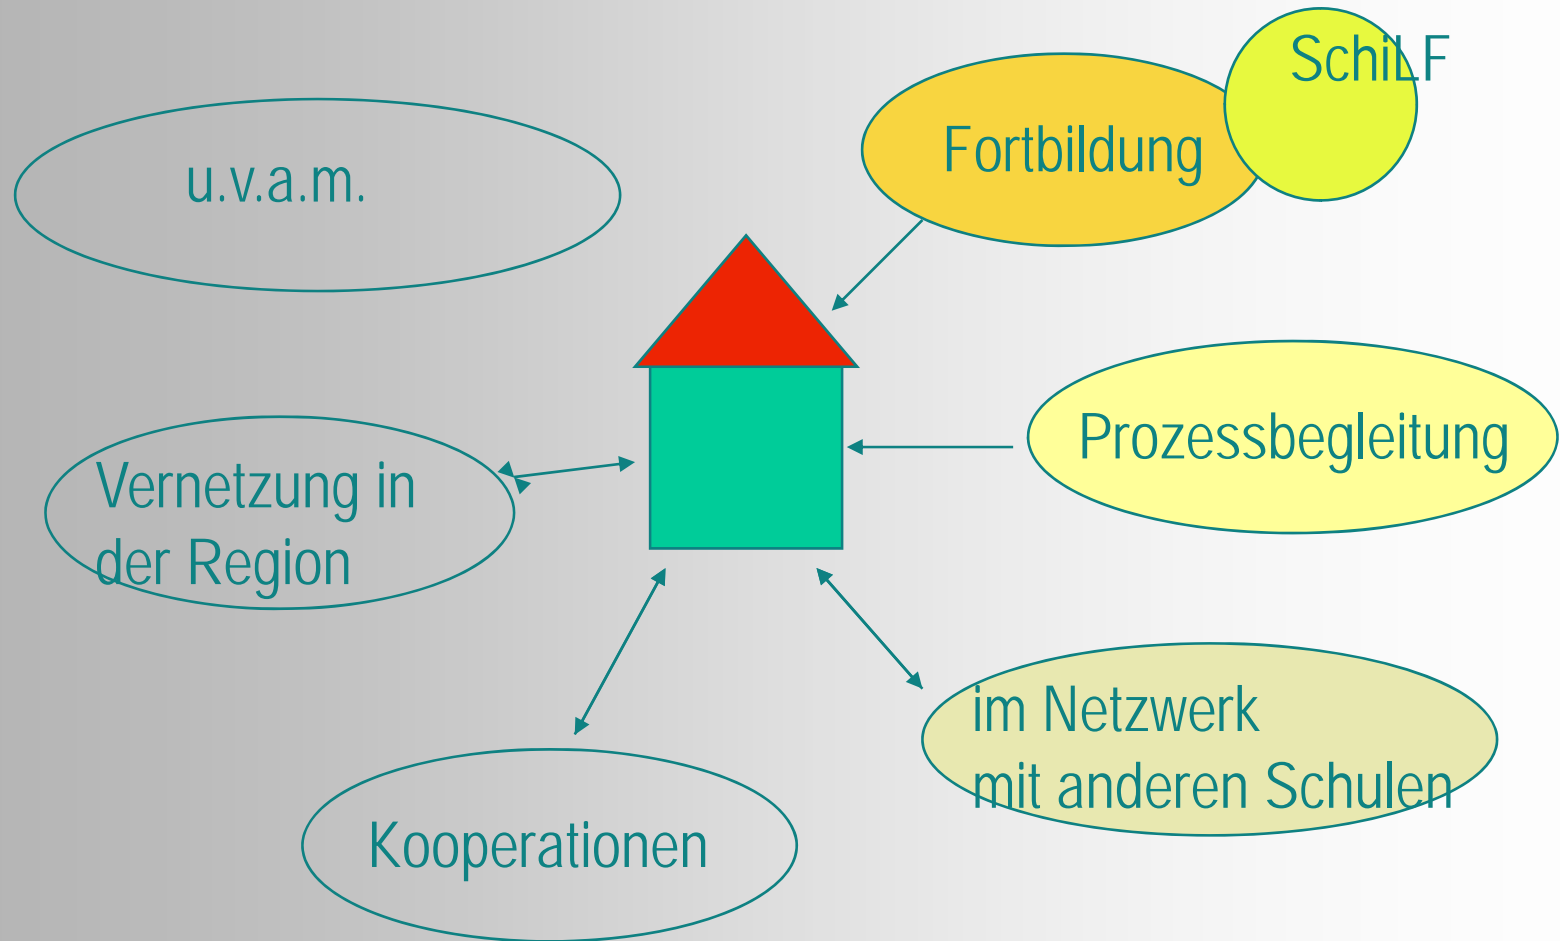 SchiLF
Fortbildung
u.v.a.m.
Prozessbegleitung
Vernetzung in
der Region
im Netzwerk
mit anderen Schulen
Kooperationen